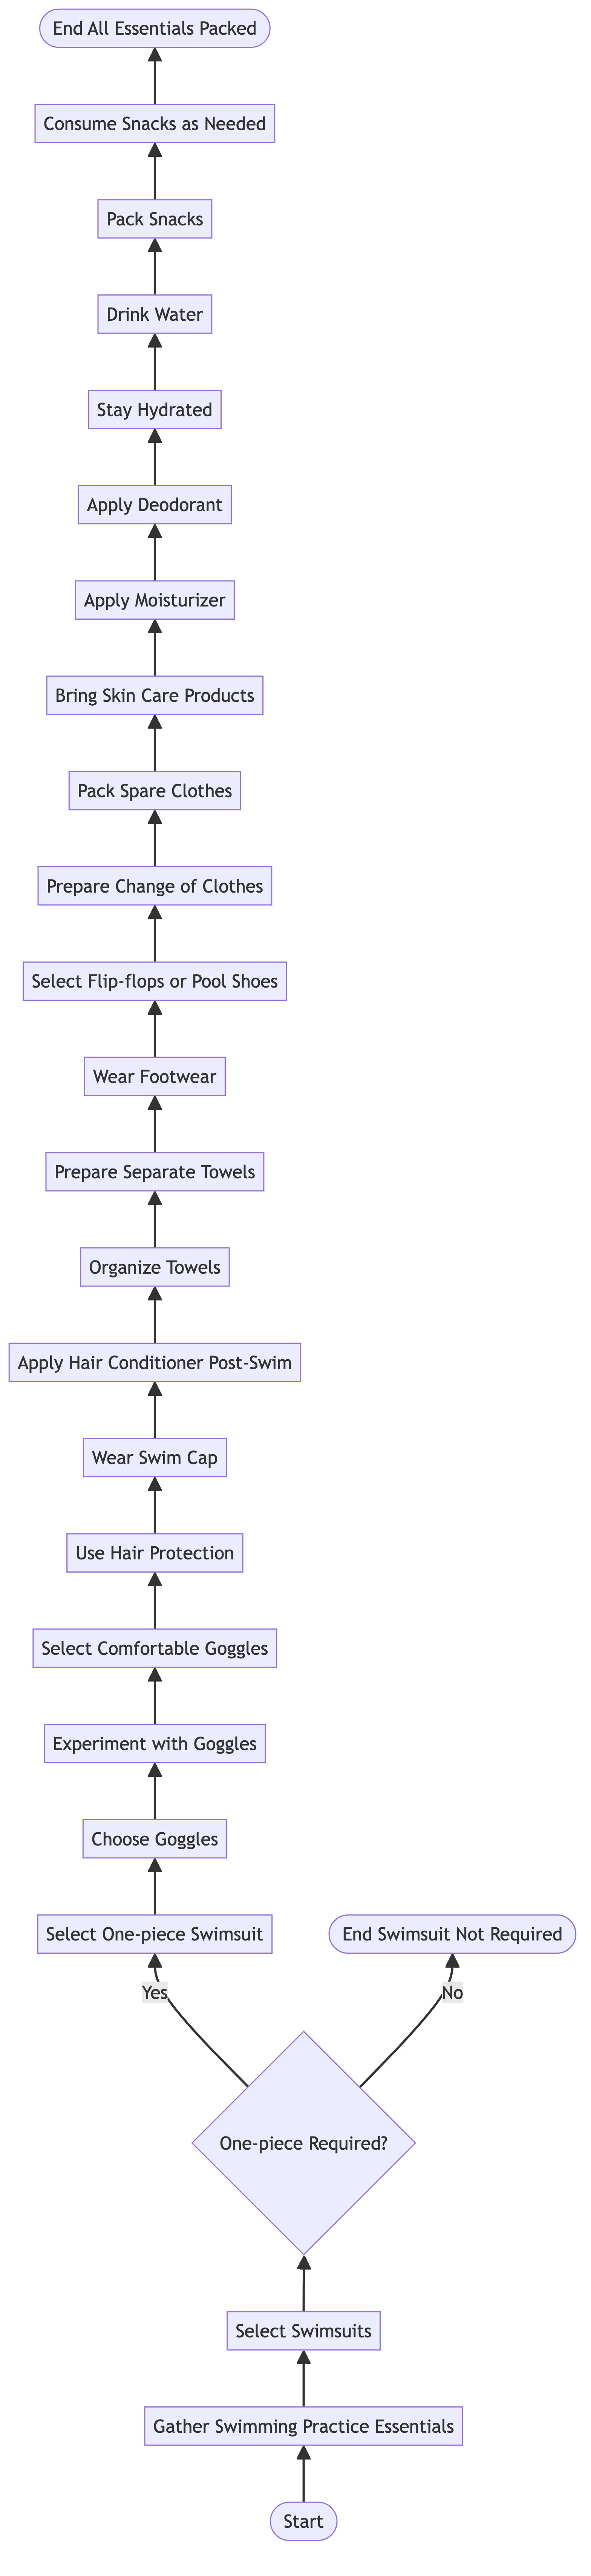 End All Essentials Packed
Consume Snacks as Needed
Pack Snacks
Drink Water
Stay Hydrated
Apply Deodorant
Apply Moisturizer
Bring Skin Care Products
Pack Spare Clothes
Prepare Change of Clothes
Select Flip-flops or Pool Shoes
Wear Footwear
Prepare Separate Towels
Organize Towels
Apply Hair Conditioner Post-Swim
Wear Swim Cap
Use Hair Protection
Select Comfortable Goggles
Experiment with Goggles
Choose Goggles
Select One-piece Swimsuit
End Swimsuit Not Required
Yes
No
One-piece Required?
Select Swimsuits
Gather Swimming Practice Essentials
Start